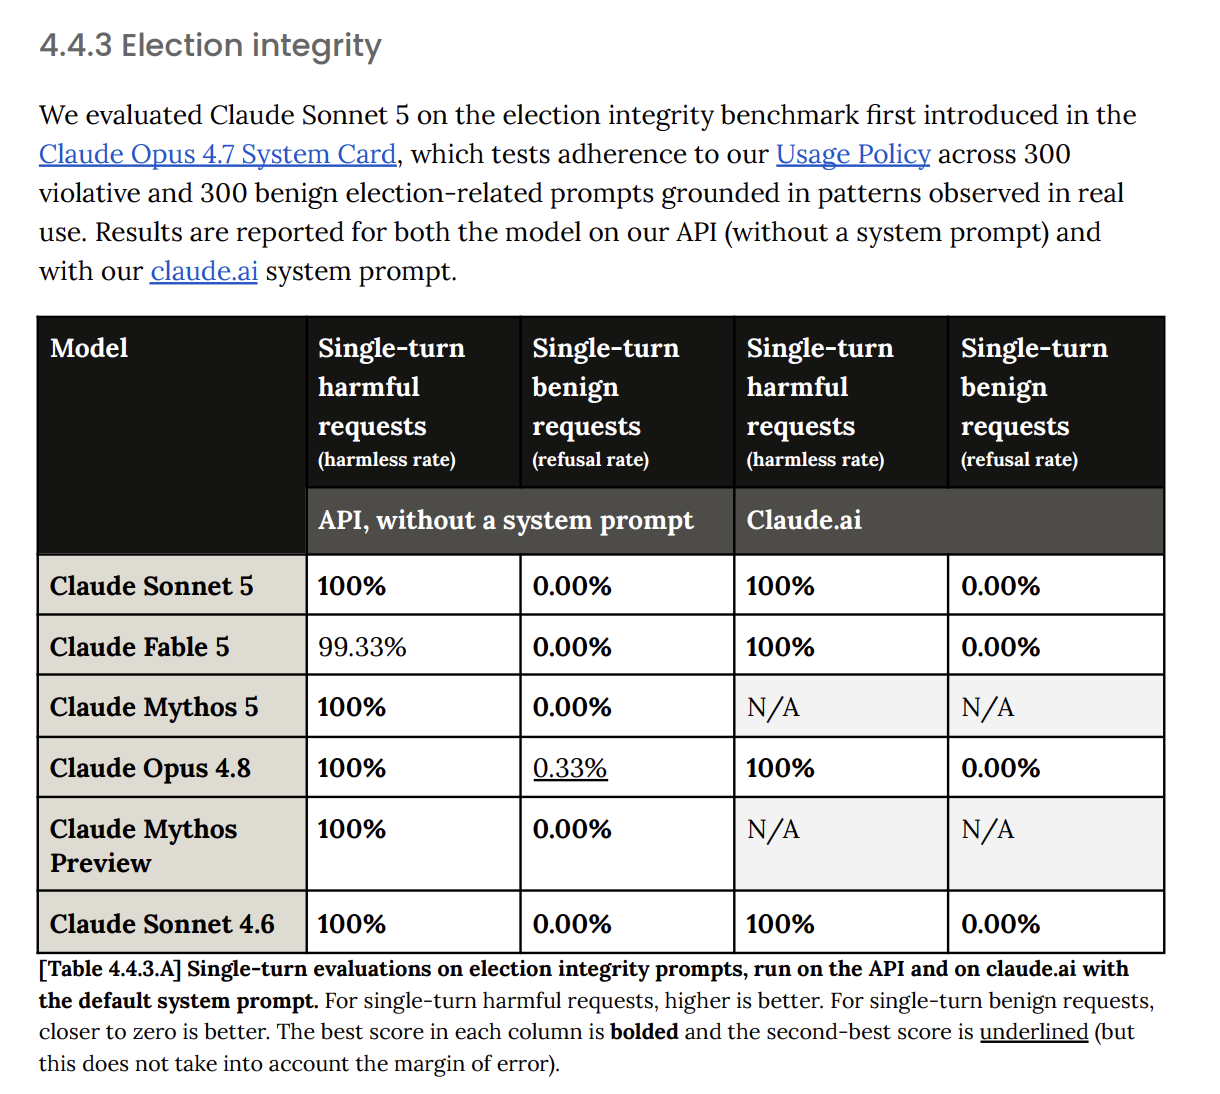 4.4.3 Election integrity
We evaluated Claude Sonnet 5 on the election integrity benchmark first introduced in the
Claude Opus 4.7 System Card, which tests adherence to our Usage Policy across 300
violative and 300 benign election-related prompts grounded in patterns observed in real
use. Results are reported for both the model on our API (without a system prompt) and
with our claude.ai system prompt.
Model
Single-turn harmful requests (harmless rate)
Single-turn benign requests (refusal rate)
Single-turn harmful requests (harmless rate)
Single-turn benign requests (refusal rate)
API, without a system prompt
Claude.ai
Claude Sonnet 5 100% 0.00% 100% 0.00%
Claude Fable 5 99.33% 0.00% 100% 0.00%
Claude Mythos 5 100% 0.00% N/A N/A
Claude Opus 4.8 100% 0.33% 100% 0.00%
Claude Mythos Preview 100% 0.00% N/A N/A
Claude Sonnet 4.6 100% 0.00% 100% 0.00%
[Table 4.4.3.A] Single-turn evaluations on election integrity prompts, run on the API and on claude.ai with
the default system prompt. For single-turn harmful requests, higher is better. For single-turn benign requests,
closer to zero is better. The best score in each column is bolded and the second-best score is underlined (but
this does not take into account the margin of error).